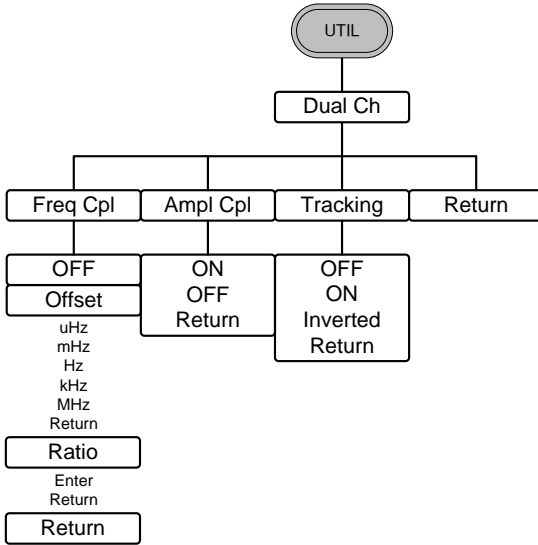 UTIL
Dual Ch
Freq Cpl
Ampl Cpl
Tracking
Return
OFF
Offset
uHz
mHz
Hz
kHz
MHz
Return
Ratio
Enter
Return
Return
ON
OFF
Return
OFF
ON
Inverted
Return